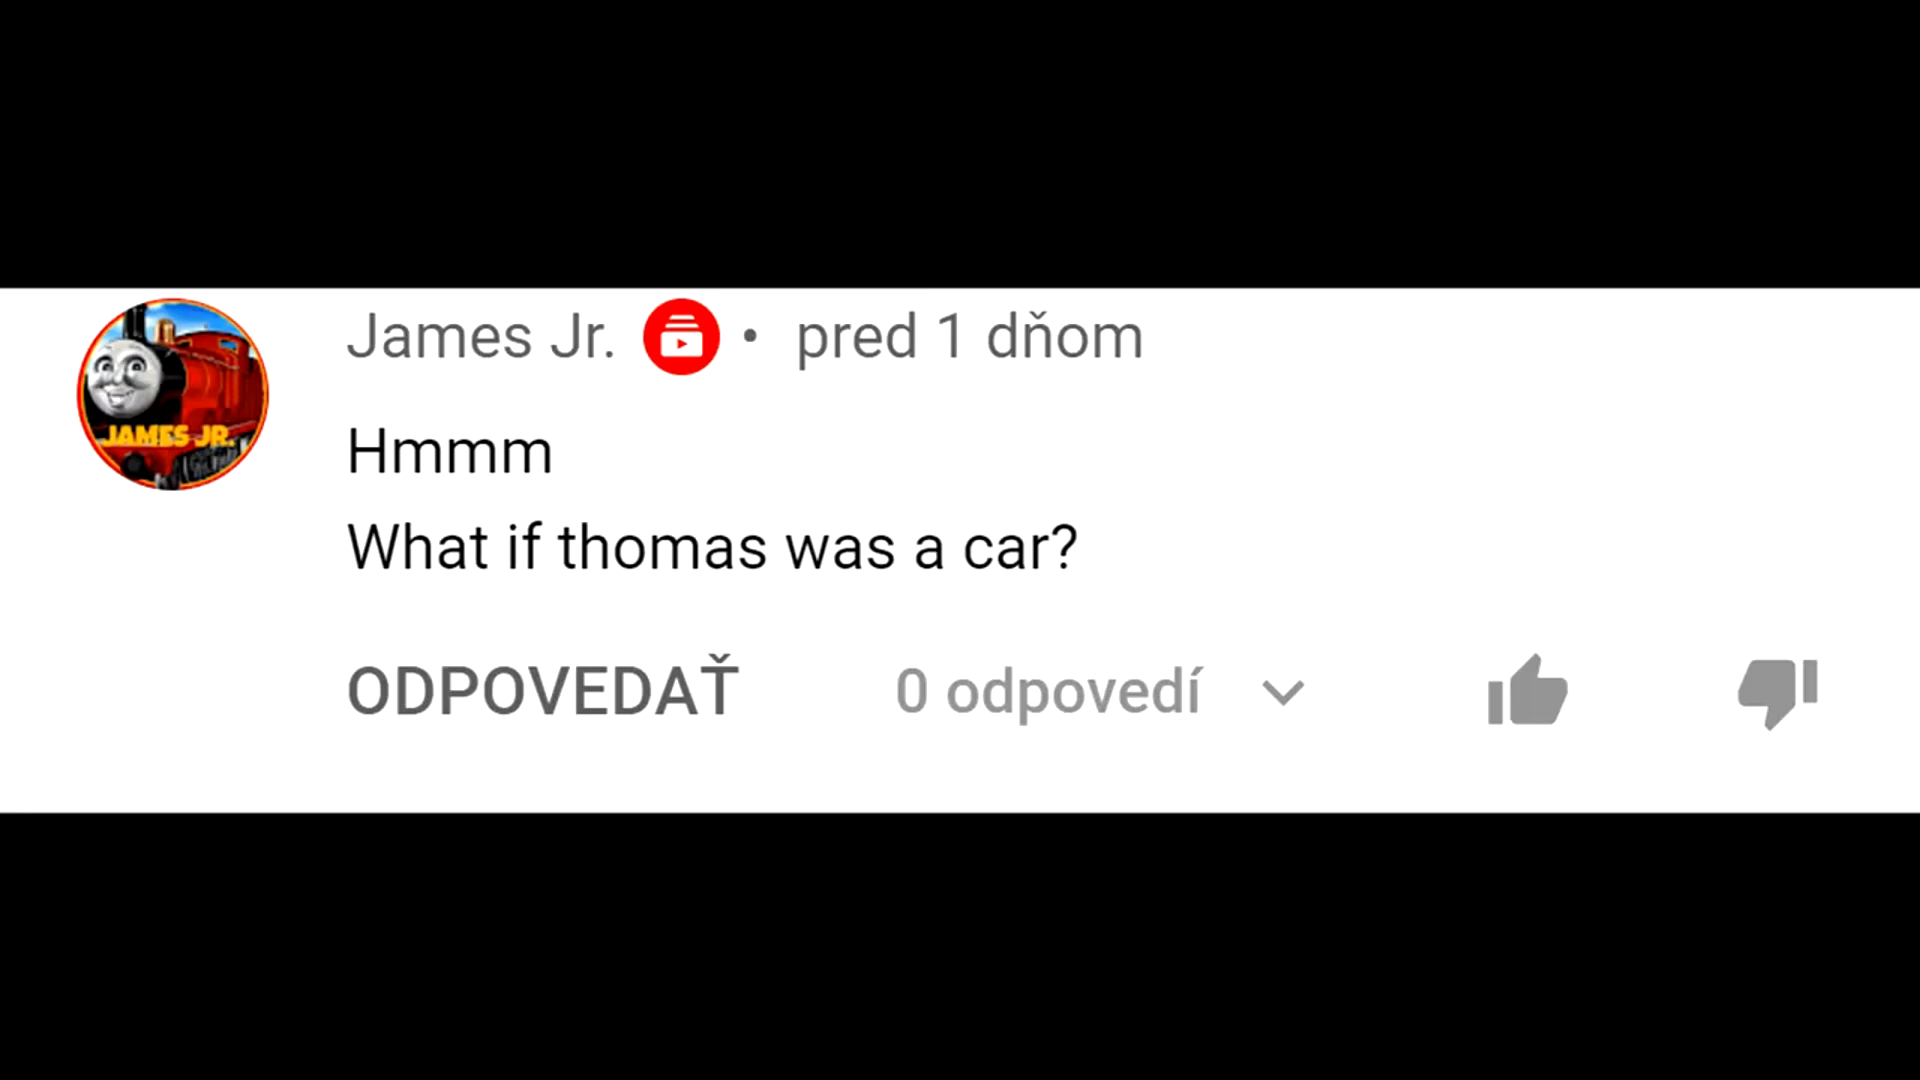 James Jr. • pred 1 dňom
JAMES JR.
Hmmm
What if thomas was a car?
ODPOVEDAŤ 0 odpovedí